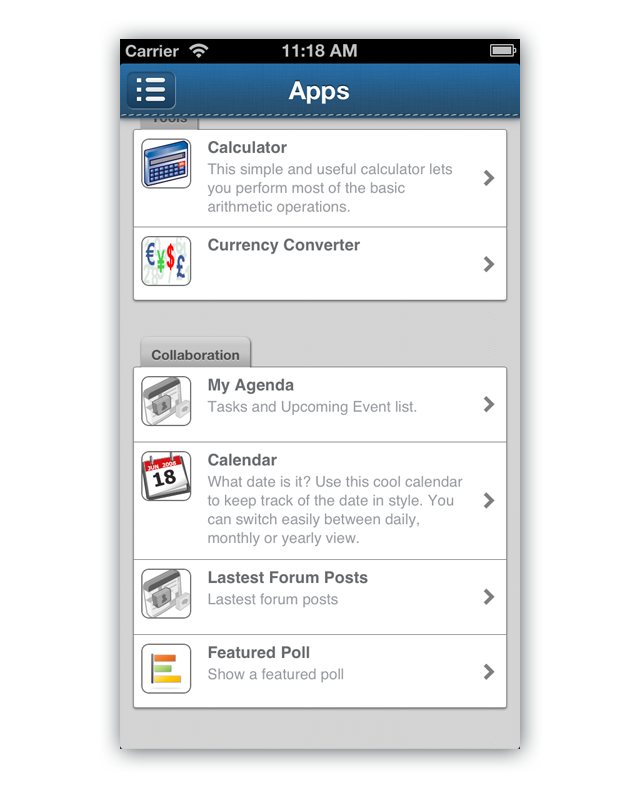 Carrier
11:18 AM
Apps
Tools
Calculator
This simple and useful calculator lets
you perform most of the basic
arithmetic operations.
Currency Converter
Collaboration
My Agenda
Tasks and Upcoming Event list.
Calendar
JUN 2008
18
What date is it? Use this cool calendar
to keep track of the date in style. You
can switch easily between daily,
monthly or yearly view.
Lastest Forum Posts
Lastest forum posts
Featured Poll
Show a featured poll